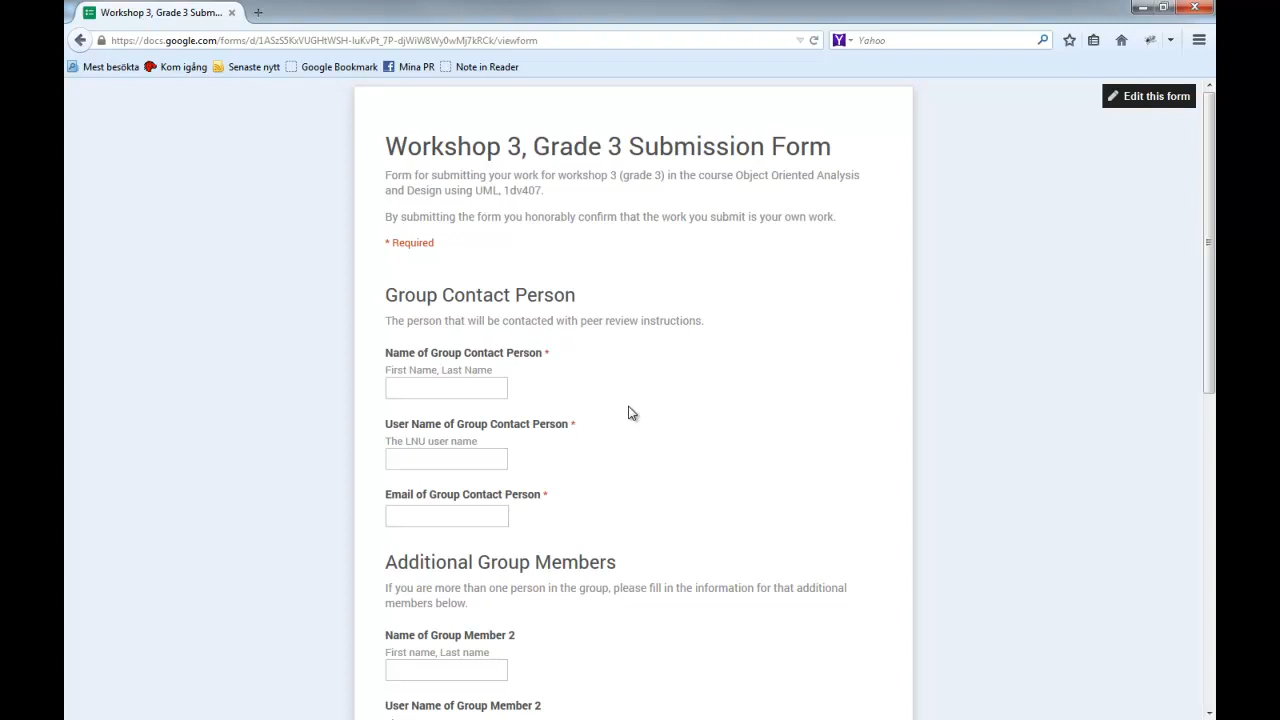 Workshop 3, Grade 3 Subm...
https://docs.google.com/forms/d/1ASzS5KxVUGHtWSH-IuKvPt_7P-djWiW8Wy0wMj7kRCk/viewform
Yahoo
Mest besökta Kom igång Senaste nytt Google Bookmark Mina PR Note in Reader
Edit this form
Workshop 3, Grade 3 Submission Form
Form for submitting your work for workshop 3 (grade 3) in the course Object Oriented Analysis
and Design using UML, 1dv407.
By submitting the form you honorably confirm that the work you submit is your own work.
* Required
Group Contact Person
The person that will be contacted with peer review instructions.
Name of Group Contact Person *
First Name, Last Name
User Name of Group Contact Person *
The LNU user name
Email of Group Contact Person *
Additional Group Members
If you are more than one person in the group, please fill in the information for that additional
members below.
Name of Group Member 2
First name, Last name
User Name of Group Member 2